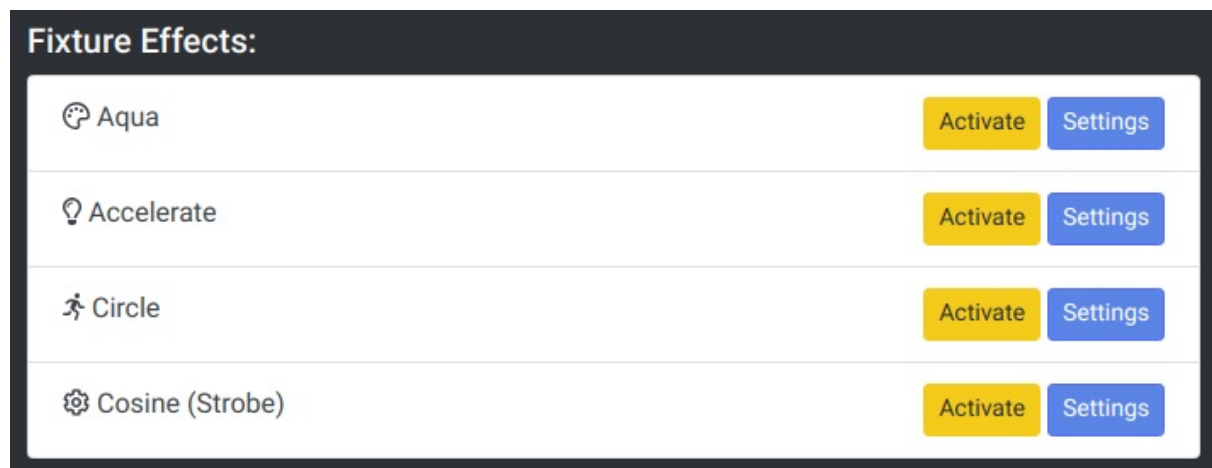 Fixture Effects:
Aqua Activate Settings
Accelerate Activate Settings
Circle Activate Settings
Cosine (Strobe) Activate Settings